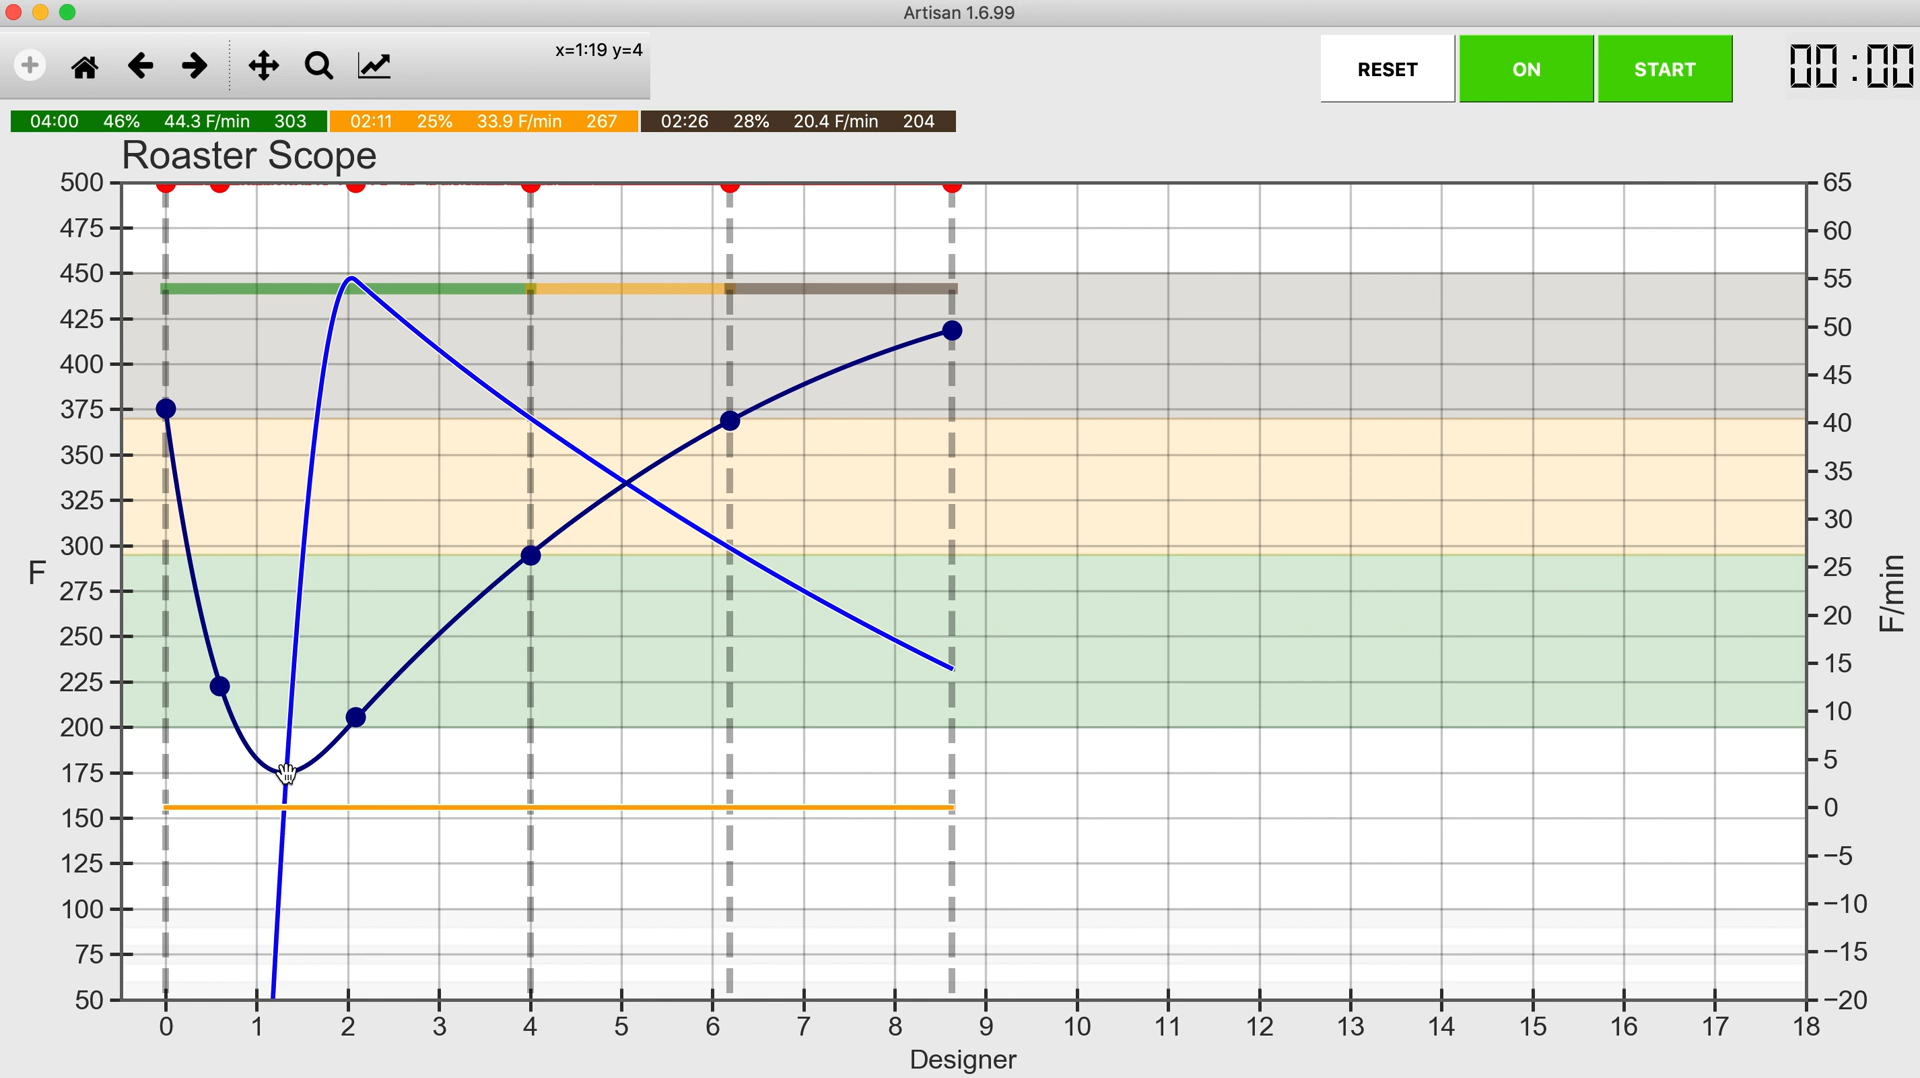 Artisan 1.6.99
x=1:19 y=4
RESET ON START 00:00
04:00 46% 44.3 F/min 303 02:11 25% 33.9 F/min 267 02:26 28% 20.4 F/min 204
Roaster Scope
500 65
475 60
450 55
425 50
400 45
375 40
350 35
325 30
300 25
F
275 20
F/min
250 15
225 10
200 5
175 0
150 −5
125 −10
100 −15
75 −20
50
0 1 2 3 4 5 6 7 8 9 10 11 12 13 14 15 16 17 18
Designer